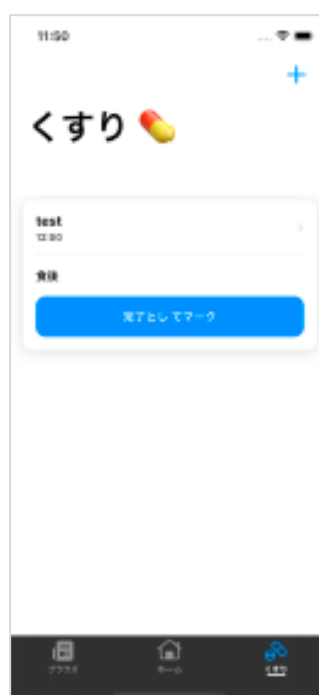 11:50
+
くすり 💊
test
12:00
食後
完了としてマーク
ホーム
くすり